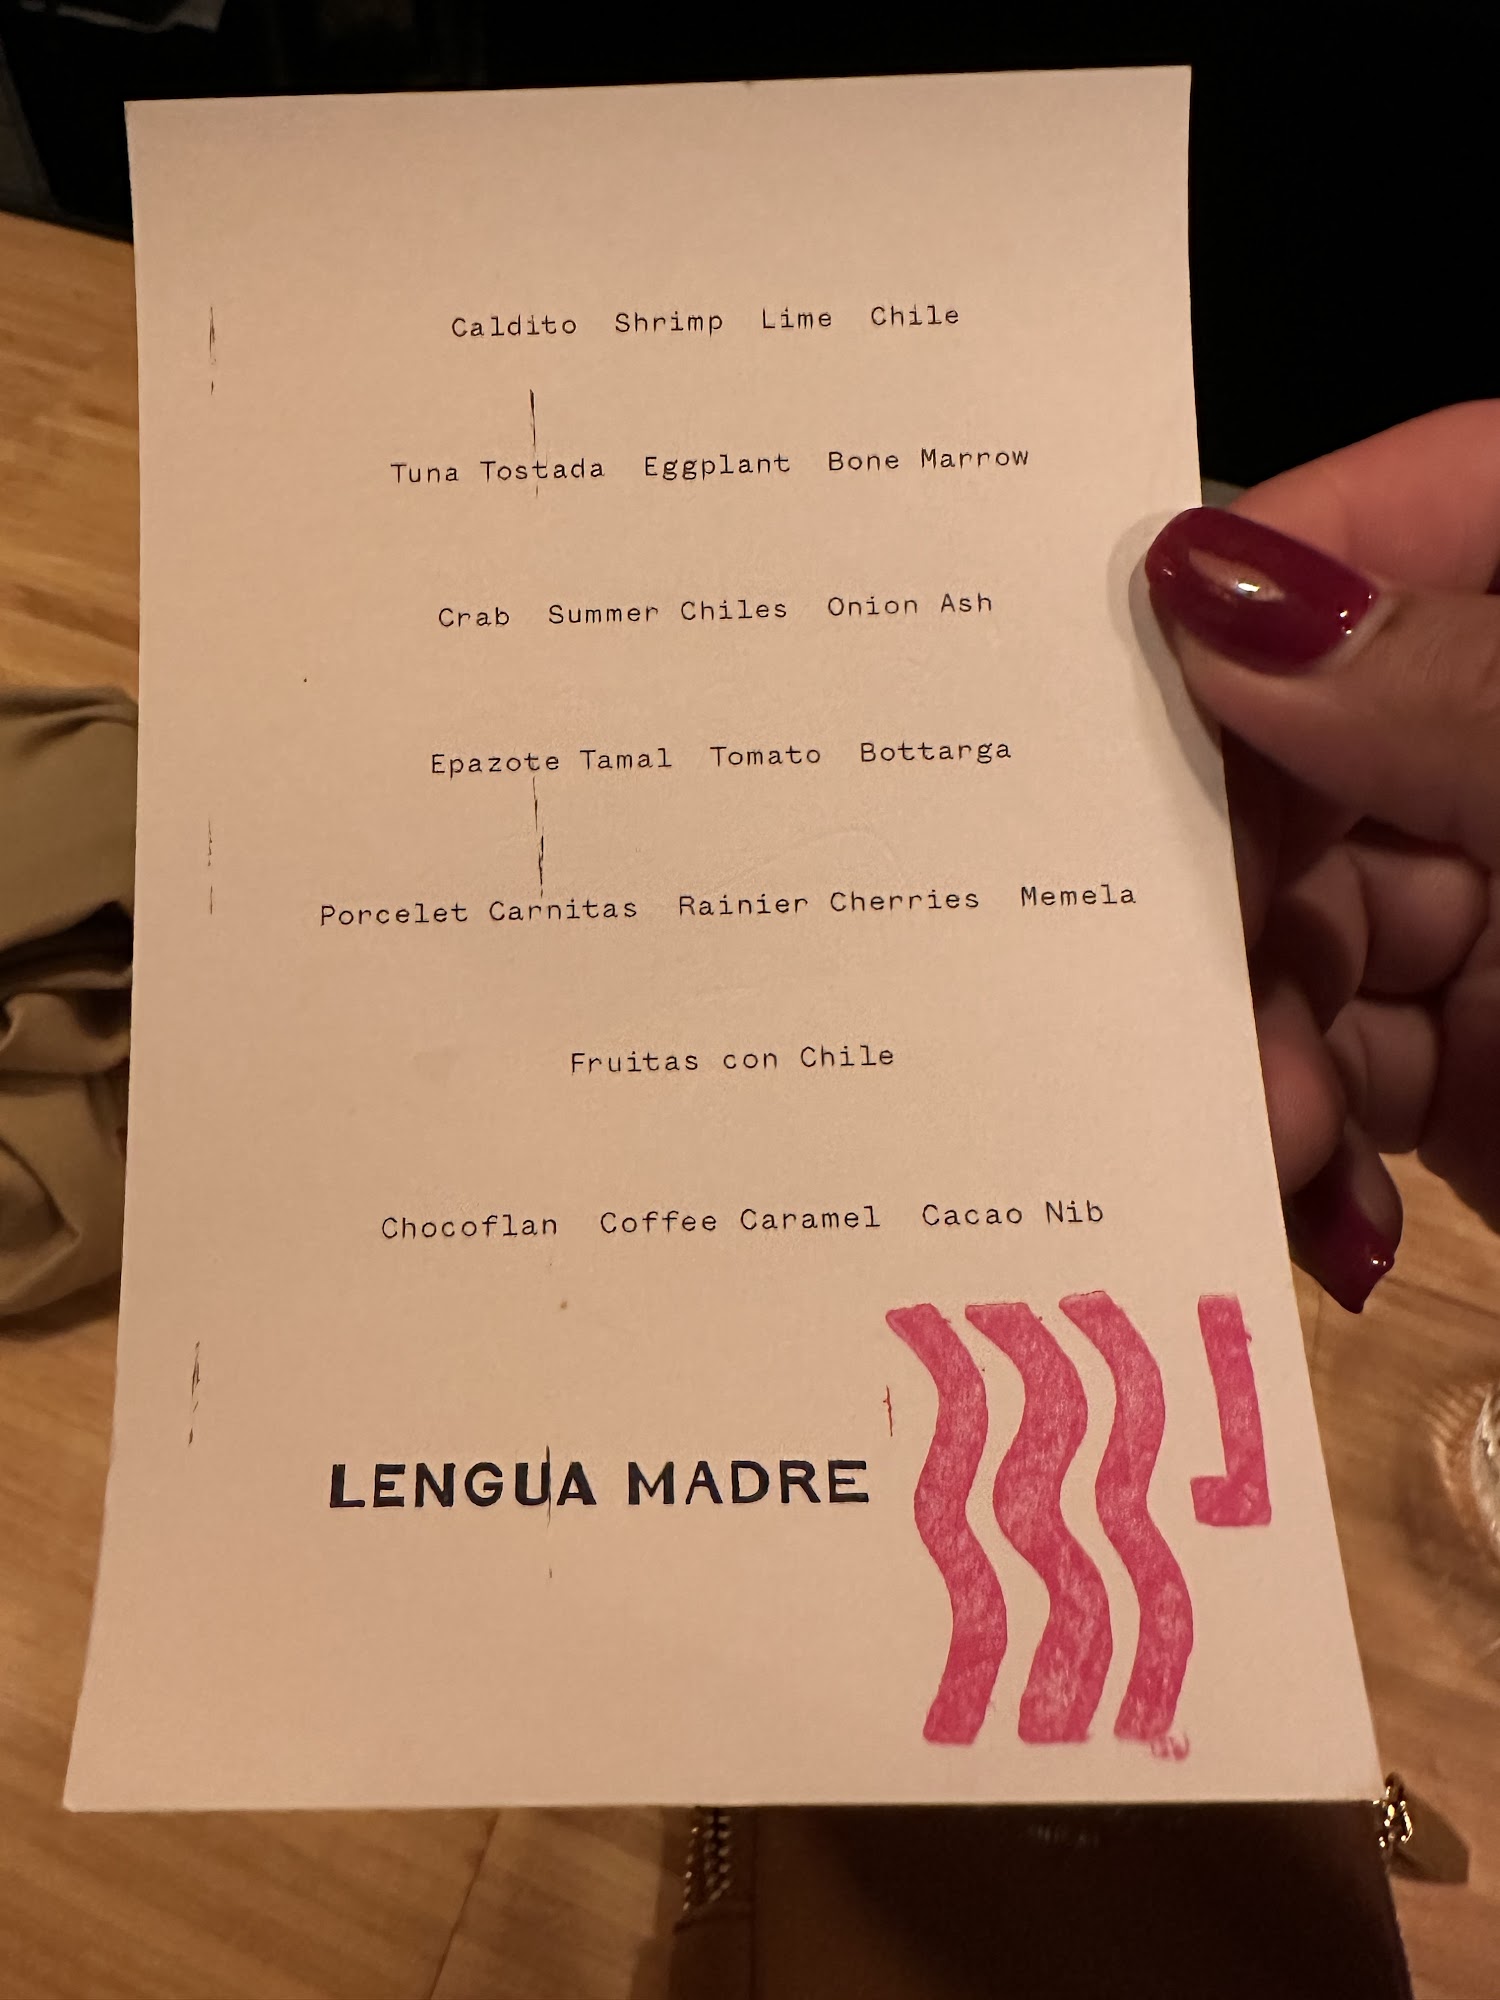 Caldito Shrimp Lime Chile
Tuna Tostada Eggplant Bone Marrow
Crab Summer Chiles Onion Ash
Epazote Tamal Tomato Bottarga
Porcelet Carnitas Rainier Cherries Memela
Fruitas con Chile
Chocoflan Coffee Caramel Cacao Nib
LENGUA MADRE